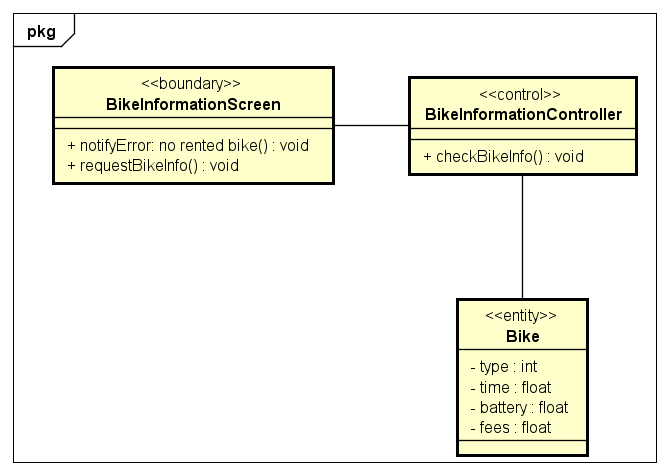 pkg
<<boundary>>
BikeInformationScreen
+ notifyError: no rented bike() : void
+ requestBikeInfo() : void
<<control>>
BikeInformationController
+ checkBikeInfo() : void
<<entity>>
Bike
- type : int
- time : float
- battery : float
- fees : float